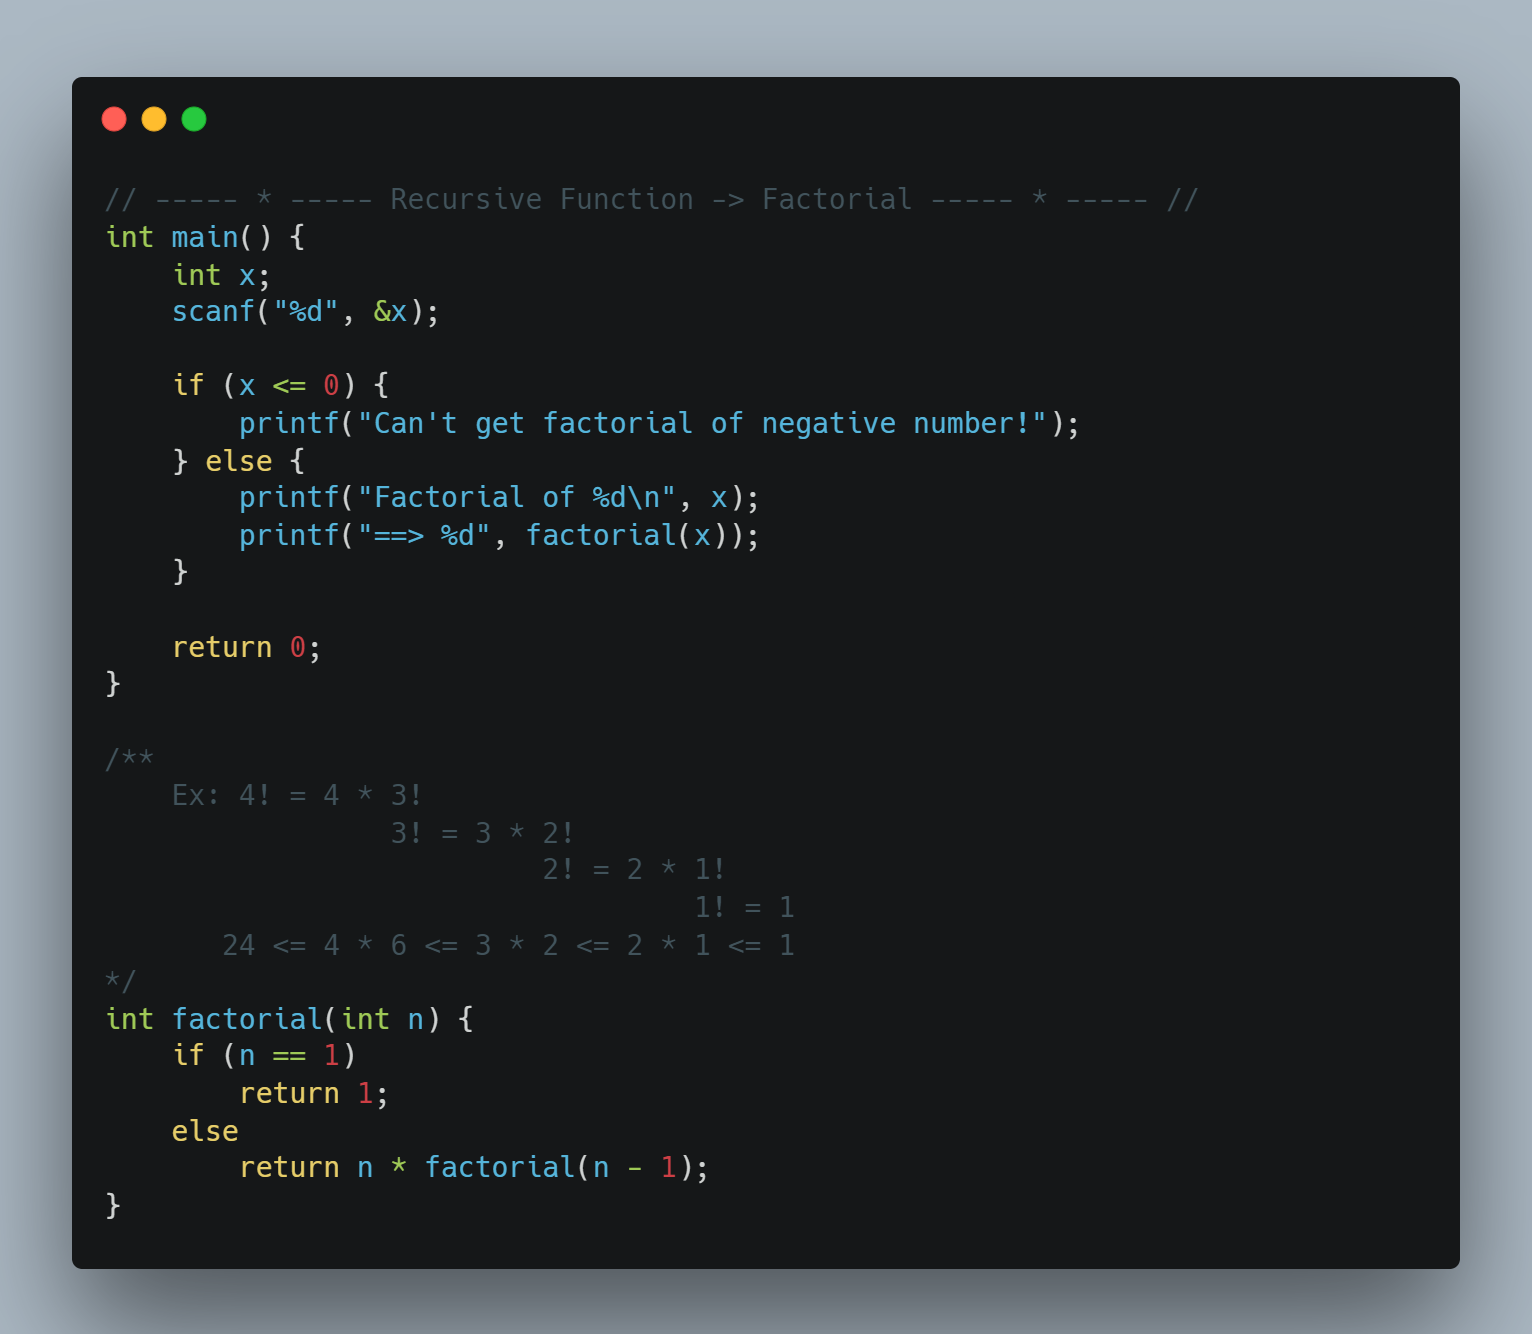 // ----- * ----- Recursive Function -> Factorial ----- * ----- //
int main() {
    int x;
    scanf("%d", &x);

    if (x <= 0) {
        printf("Can't get factorial of negative number!");
    } else {
        printf("Factorial of %d\n", x);
        printf("==> %d", factorial(x));
    }

    return 0;
}

/**
    Ex: 4! = 4 * 3!
                 3! = 3 * 2!
                          2! = 2 * 1!
                                   1! = 1
       24 <= 4 * 6 <= 3 * 2 <= 2 * 1 <= 1
*/
int factorial(int n) {
    if (n == 1)
        return 1;
    else
        return n * factorial(n - 1);
}